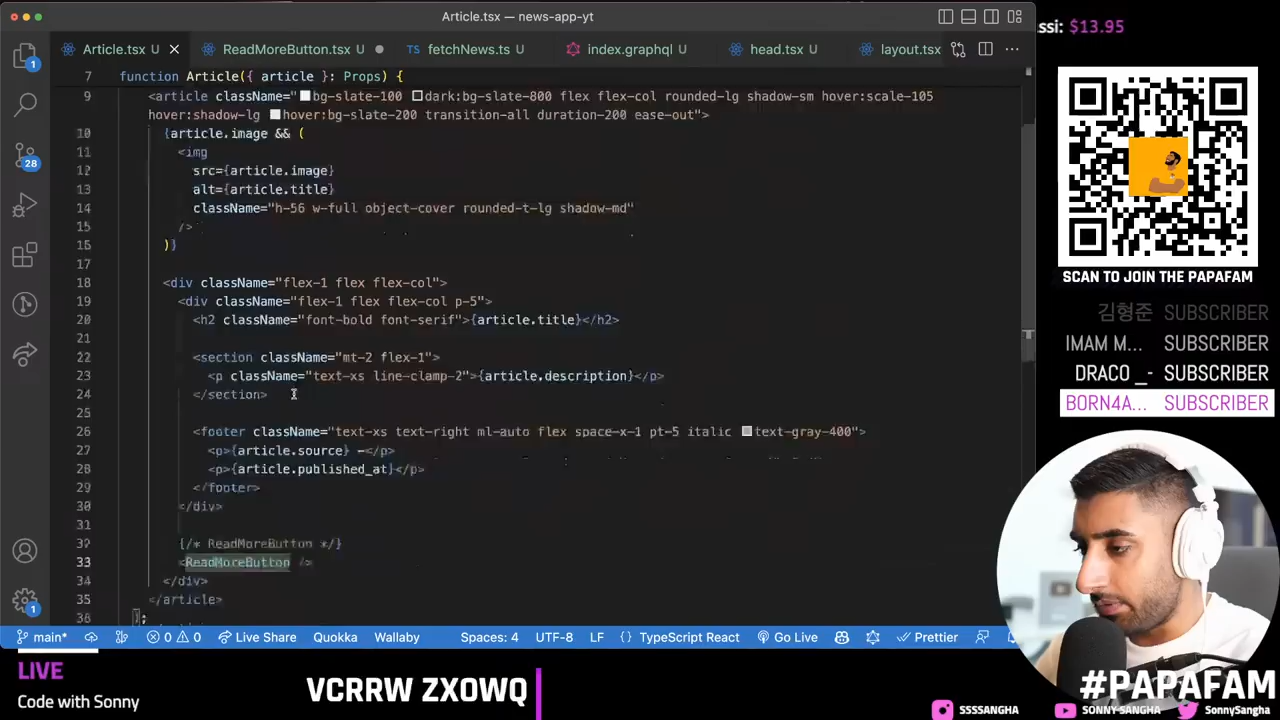 Article.tsx — news-app-yt
Article.tsx U
ReadMoreButton.tsx U
TS fetchNews.ts U
index.graphql U
head.tsx U
layout.tsx
7 function Article({ article }: Props) {
9 <article className="bg-slate-100 dark:bg-slate-800 flex flex-col rounded-lg shadow-sm hover:scale-105
hover:shadow-lg hover:bg-slate-200 transition-all duration-200 ease-out">
10 {article.image && (
11 <img
12 src={article.image}
13 alt={article.title}
14 className="h-56 w-full object-cover rounded-t-lg shadow-md"
15 />
16 )}
17
18 <div className="flex-1 flex flex-col">
19 <div className="flex-1 flex flex-col p-5">
20 <h2 className="font-bold font-serif">{article.title}</h2>
21
22 <section className="mt-2 flex-1">
23 <p className="text-xs line-clamp-2">{article.description}</p>
24 </section>
25
26 <footer className="text-xs text-right ml-auto flex space-x-1 pt-5 italic text-gray-400">
27 <p>{article.source} -</p>
28 <p>{article.published_at}</p>
29 </footer>
30 </div>
31
32 {/* ReadMoreButton */}
33 <ReadMoreButton />
34 </div>
35 </article>
36 );
1
28
1
main*
0 0
Live Share
Quokka
Wallaby
Spaces: 4
UTF-8
LF
{} TypeScript React
Go Live
Prettier
ssi: $13.95
SCAN TO JOIN THE PAPAFAM
김형준 SUBSCRIBER
IMAM M... SUBSCRIBER
DRACO _- SUBSCRIBER
BORN4A... SUBSCRIBER
LIVE
Code with Sonny
VCRRW ZXOWQ
#PAPAFAM
SSSSANGHA
SONNY SANGHA
SonnySangha